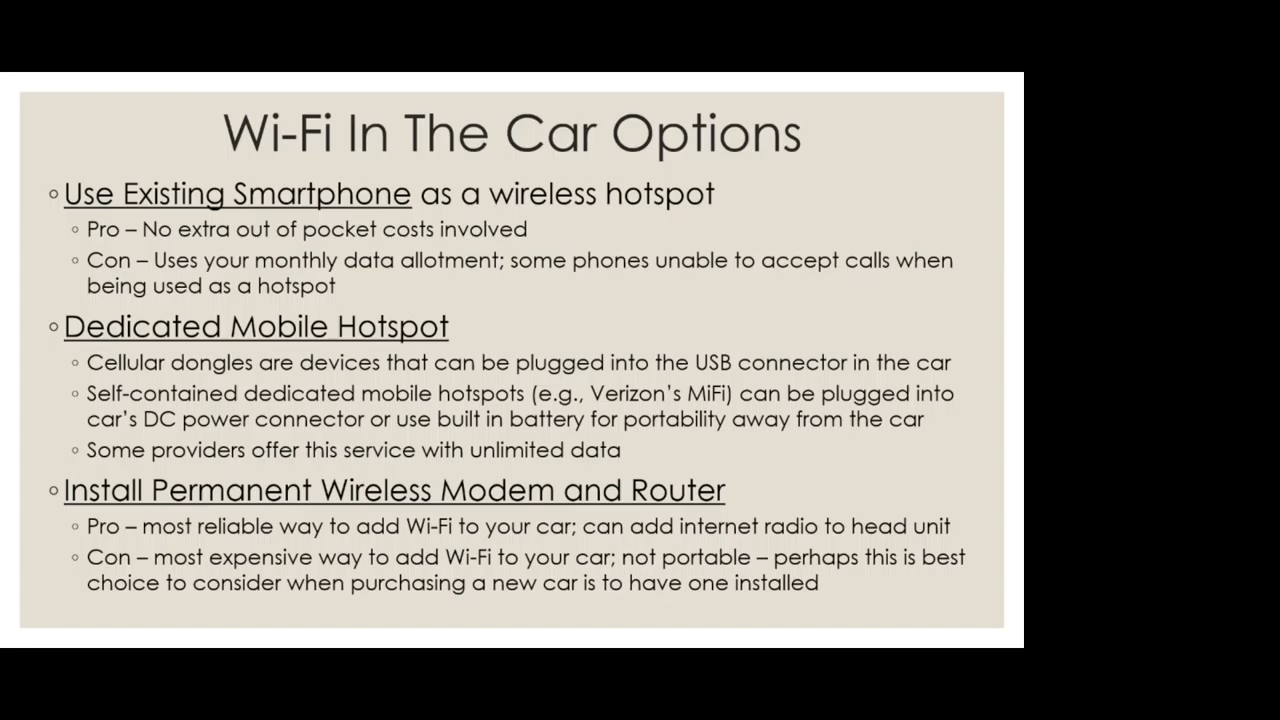 Wi-Fi In The Car Options
◦ Use Existing Smartphone as a wireless hotspot
◦ Pro – No extra out of pocket costs involved
◦ Con – Uses your monthly data allotment; some phones unable to accept calls when
being used as a hotspot
◦ Dedicated Mobile Hotspot
◦ Cellular dongles are devices that can be plugged into the USB connector in the car
◦ Self-contained dedicated mobile hotspots (e.g., Verizon’s MiFi) can be plugged into
car’s DC power connector or use built in battery for portability away from the car
◦ Some providers offer this service with unlimited data
◦ Install Permanent Wireless Modem and Router
◦ Pro – most reliable way to add Wi-Fi to your car; can add internet radio to head unit
◦ Con – most expensive way to add Wi-Fi to your car; not portable – perhaps this is best
choice to consider when purchasing a new car is to have one installed